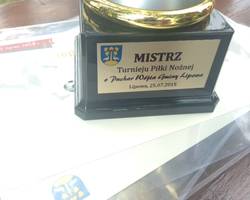 MISTRZ
Turnieju Piłki Nożnej
o Puchar Wójta Gminy Lipowa
Lipowa, 25.07.2015